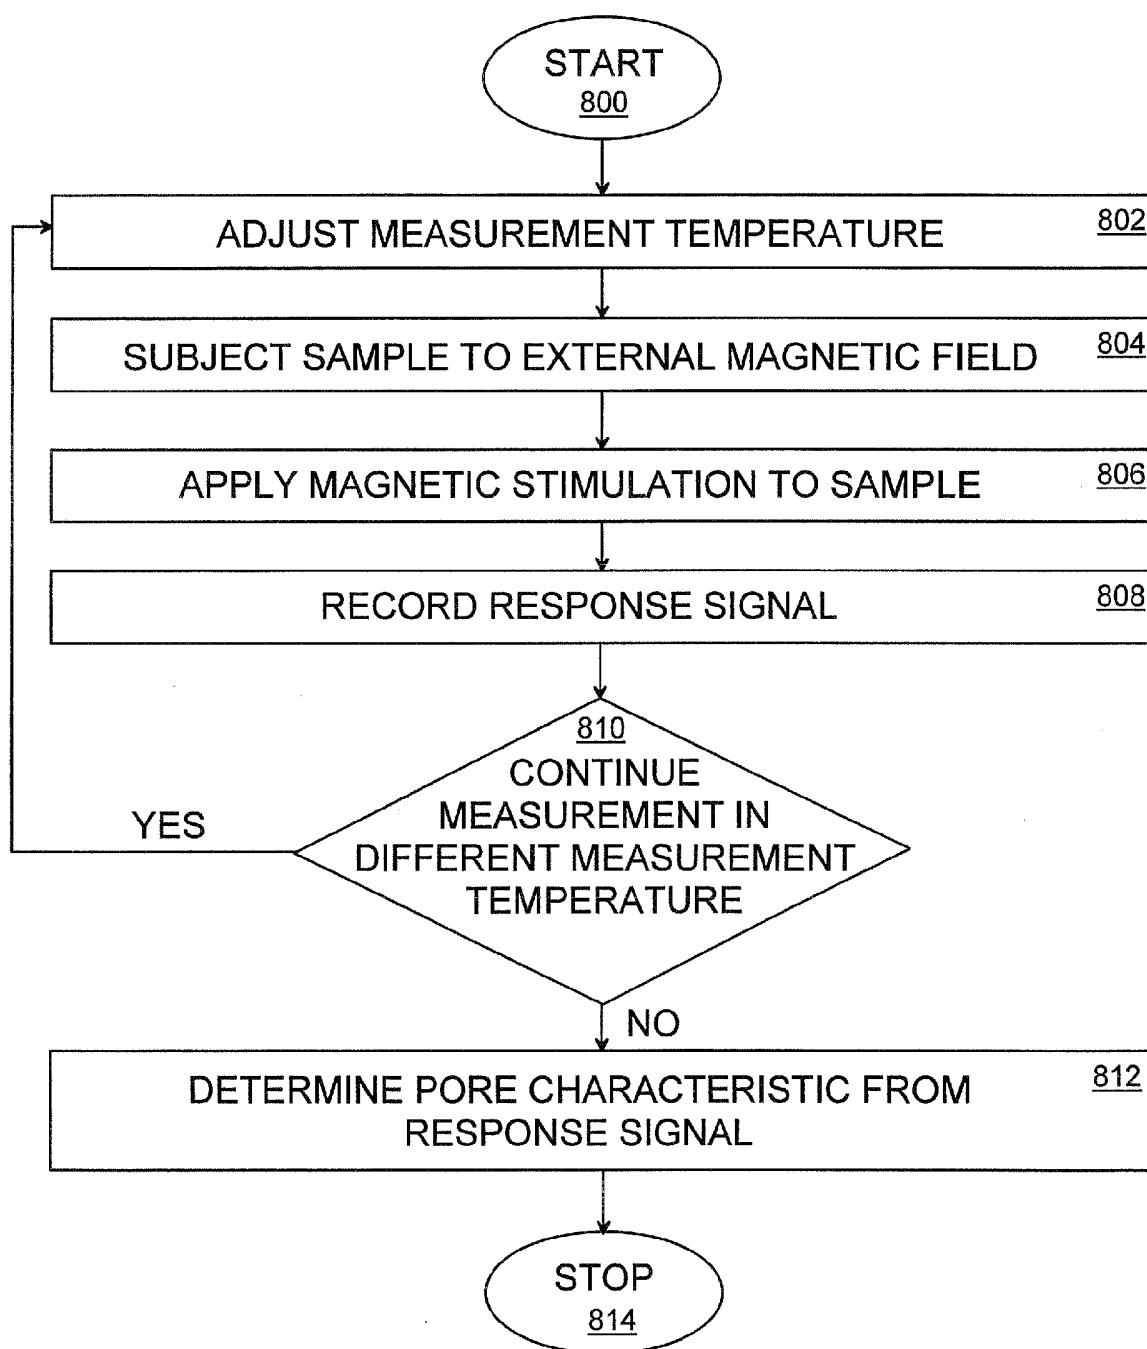 START
800
ADJUST MEASUREMENT TEMPERATURE
802
SUBJECT SAMPLE TO EXTERNAL MAGNETIC FIELD
804
APPLY MAGNETIC STIMULATION TO SAMPLE
806
RECORD RESPONSE SIGNAL
808
810
CONTINUE
MEASUREMENT IN
DIFFERENT MEASUREMENT
TEMPERATURE
YES
NO
DETERMINE PORE CHARACTERISTIC FROM
RESPONSE SIGNAL
812
STOP
814